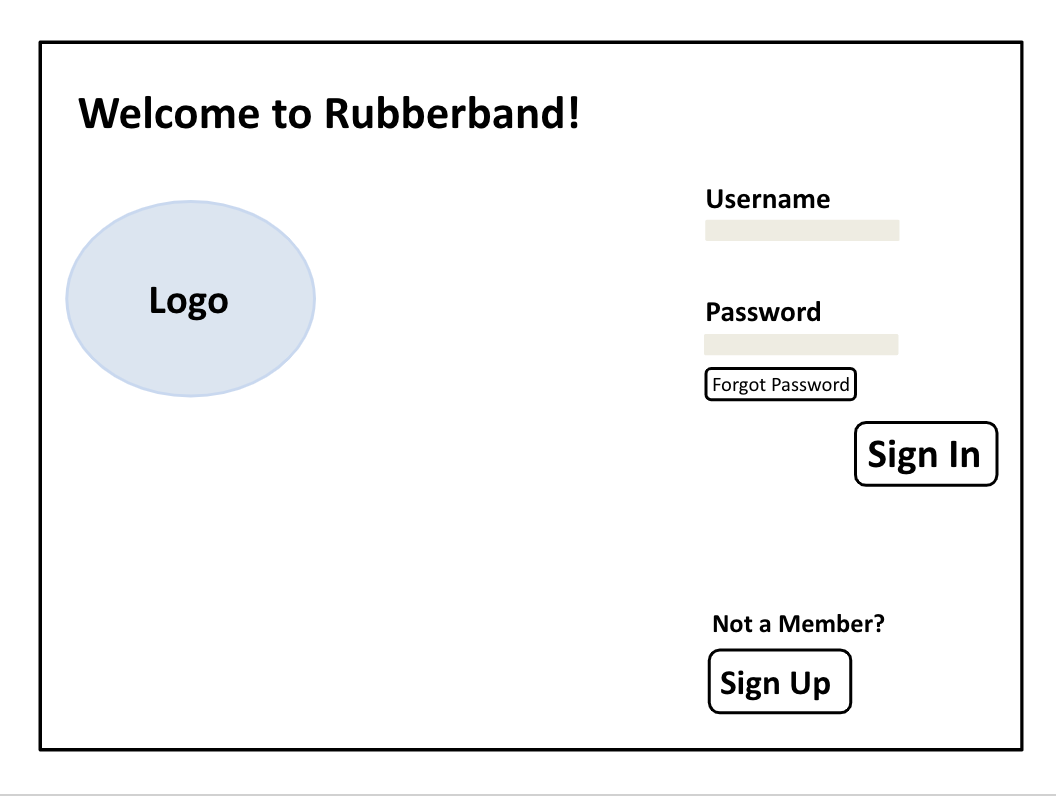 Welcome to Rubberband!
Logo
Username
Password
Forgot Password
Sign In
Not a Member?
Sign Up